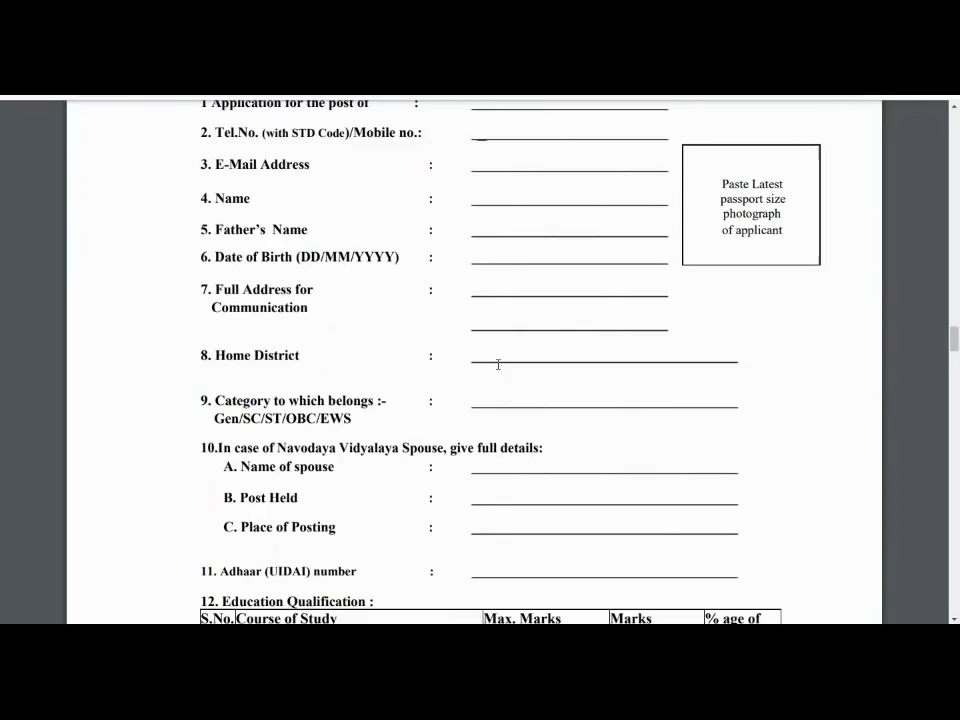 1 Application for the post of :
2. Tel.No. (with STD Code)/Mobile no.:
3. E-Mail Address :
4. Name :
5. Father's Name :
6. Date of Birth (DD/MM/YYYY) :
7. Full Address for :
Communication
Paste Latest
passport size
photograph
of applicant
8. Home District :
9. Category to which belongs :- :
Gen/SC/ST/OBC/EWS
10.In case of Navodaya Vidyalaya Spouse, give full details:
A. Name of spouse :
B. Post Held :
C. Place of Posting :
11. Adhaar (UIDAI) number :
12. Education Qualification :
S.No. Course of Study Max. Marks Marks % age of